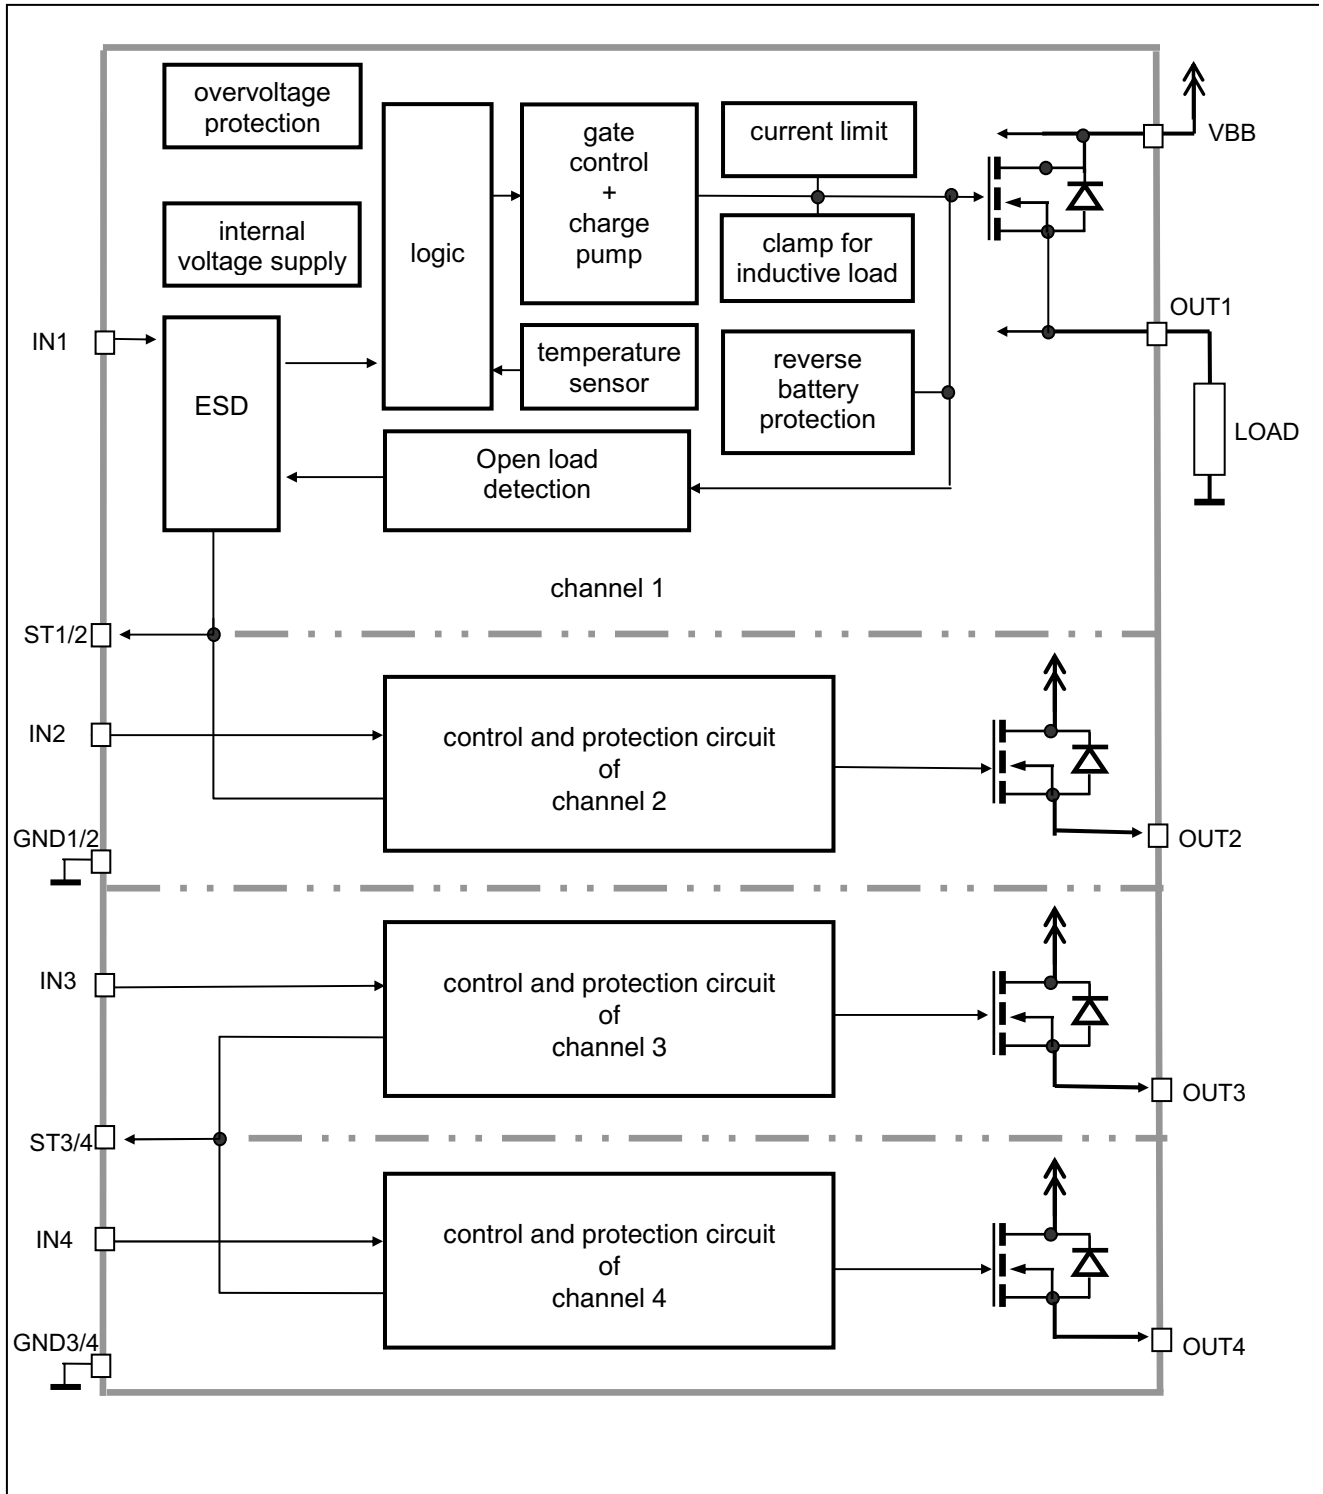 overvoltage
protection
internal
voltage supply
logic
gate
control
+
charge
pump
current limit
clamp for
inductive load
VBB
OUT1
IN1
ESD
temperature
sensor
reverse
battery
protection
LOAD
Open load
detection
channel 1
ST1/2
IN2
control and protection circuit
of
channel 2
GND1/2
OUT2
IN3
control and protection circuit
of
channel 3
OUT3
ST3/4
IN4
control and protection circuit
of
channel 4
GND3/4
OUT4